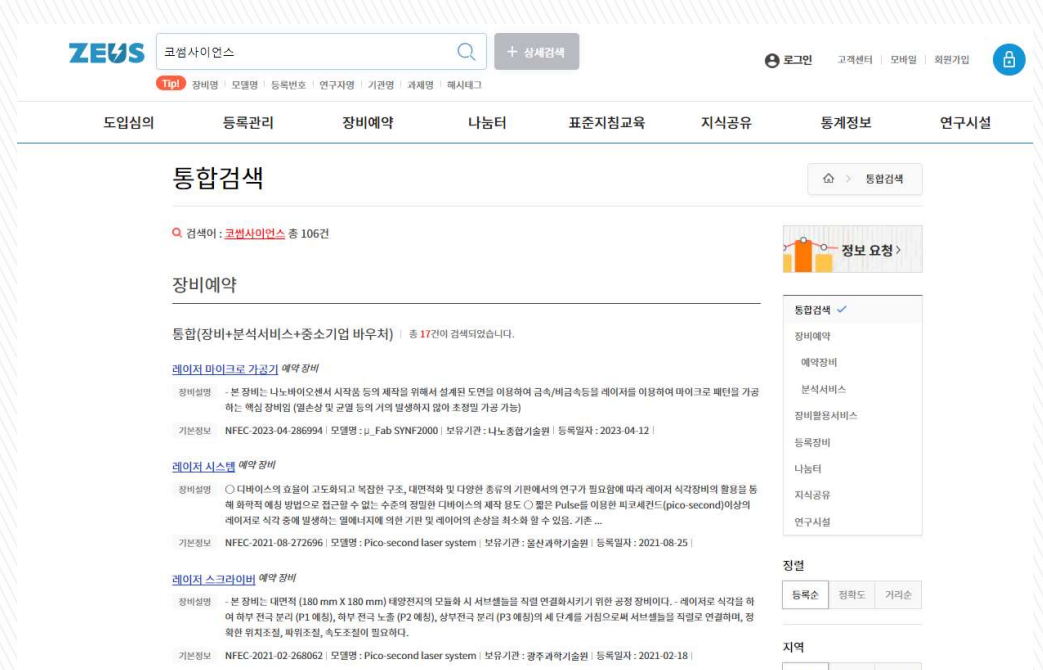 ZEUS
코썸사이언스
+ 상세검색
로그인 고객센터 | 모바일 | 회원가입
Tip! 장비명 | 모델명 | 등록번호 | 연구자명 | 기관명 | 과제명 | 해시태그
도입심의 등록관리 장비예약 나눔터 표준지침교육 지식공유 통계정보 연구시설
통합검색
> 통합검색
검색어 : 코썸사이언스 총 106건
정보 요청 >
장비예약
통합(장비+분석서비스+중소기업 바우처) | 총 17건이 검색되었습니다.
레이저 마이크로 가공기 예약 장비
장비설명 - 본 장비는 나노바이오센서 시작품 등의 제작을 위해서 설계된 도면을 이용하여 금속/비금속등을 레이저를 이용하여 마이크로 패턴을 가공
하는 핵심 장비임 (열손상 및 균열 등의 거의 발생하지 않아 초정밀 가공 가능)
기본정보 NFEC-2023-04-286994 | 모델명 : μ_Fab SYNF2000 | 보유기관 : 나노종합기술원 | 등록일자 : 2023-04-12 |
레이저 시스템 예약 장비
장비설명 ○ 디바이스의 효율이 고도화되고 복잡한 구조, 대면적화 및 다양한 종류의 기판에서의 연구가 필요함에 따라 레이저 식각장비의 활용을 통
해 화학적 에칭 방법으로 접근할 수 없는 수준의 정밀한 디바이스의 제작 용도 ○ 짧은 Pulse를 이용한 피코세컨드(pico-second)이상의
레이저로 식각 중에 발생하는 열에너지에 의한 기판 및 레이어의 손상을 최소화 할 수 있음. 기존 ...
기본정보 NFEC-2021-08-272696 | 모델명 : Pico-second laser system | 보유기관 : 울산과학기술원 | 등록일자 : 2021-08-25 |
레이저 스크라이버 예약 장비
장비설명 - 본 장비는 대면적 (180 mm X 180 mm) 태양전지의 모듈화 시 서브셀들을 직렬 연결화시키기 위한 공정 장비이다. - 레이저로 식각을 하
여 하부 전극 분리 (P1 에칭), 하부 전극 노출 (P2 에칭), 상부전극 분리 (P3 에칭)의 세 단계를 거침으로써 서브셀들을 직렬로 연결하며, 정
확한 위치조절, 파워조절, 속도조절이 필요하다.
기본정보 NFEC-2021-02-268062 | 모델명 : Pico-second laser system | 보유기관 : 광주과학기술원 | 등록일자 : 2021-02-18 |
통합검색
장비예약
예약장비
분석서비스
장비활용서비스
등록장비
나눔터
지식공유
연구시설
정렬
등록순 정확도 거리순
지역